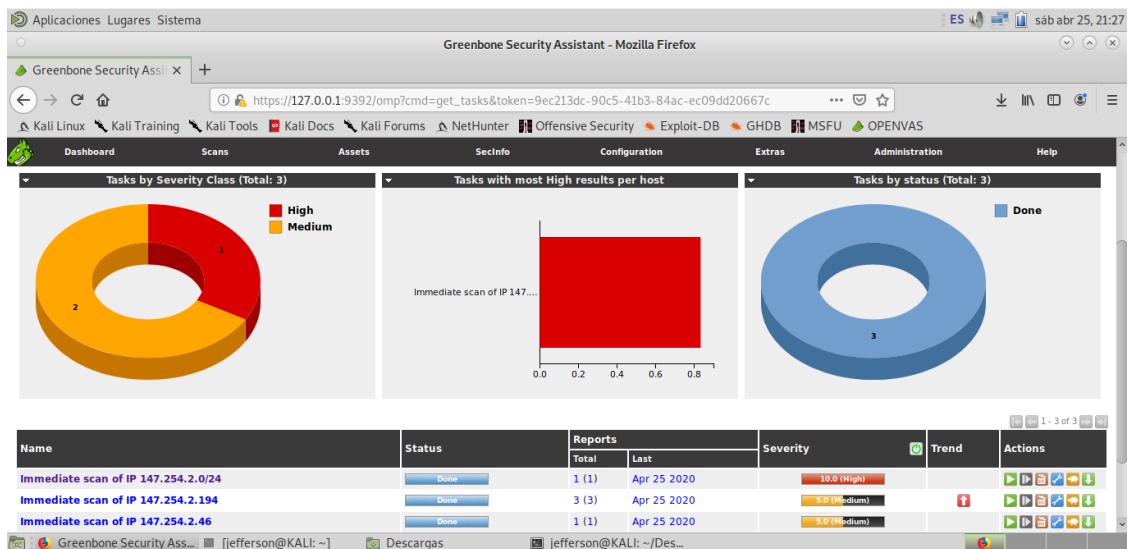 Aplicaciones Lugares Sistema ES sáb abr 25, 21:27
Greenbone Security Assistant - Mozilla Firefox
Greenbone Security Assi
https://127.0.0.1:9392/omp?cmd=get_tasks&token=9ec213dc-90c5-41b3-84ac-ec09dd20667c
Kali Linux Kali Training Kali Tools Kali Docs Kali Forums NetHunter Offensive Security Exploit-DB GHDB MSFU OPENVAS
Dashboard Scans Assets SecInfo Configuration Extras Administration Help
Tasks by Severity Class (Total: 3)
High
Medium
1
2
Tasks with most High results per host
Immediate scan of IP 147....
0.0 0.2 0.4 0.6 0.8
Tasks by status (Total: 3)
Done
3
1 - 3 of 3
Name Status Reports Severity Trend Actions
Total Last
Immediate scan of IP 147.254.2.0/24 Done 1 (1) Apr 25 2020 10.0 (High)
Immediate scan of IP 147.254.2.194 Done 3 (3) Apr 25 2020 5.0 (Medium)
Immediate scan of IP 147.254.2.46 Done 1 (1) Apr 25 2020 5.0 (Medium)
Greenbone Security Ass... [jefferson@KALI: ~] Descargas jefferson@KALI: ~/Des...